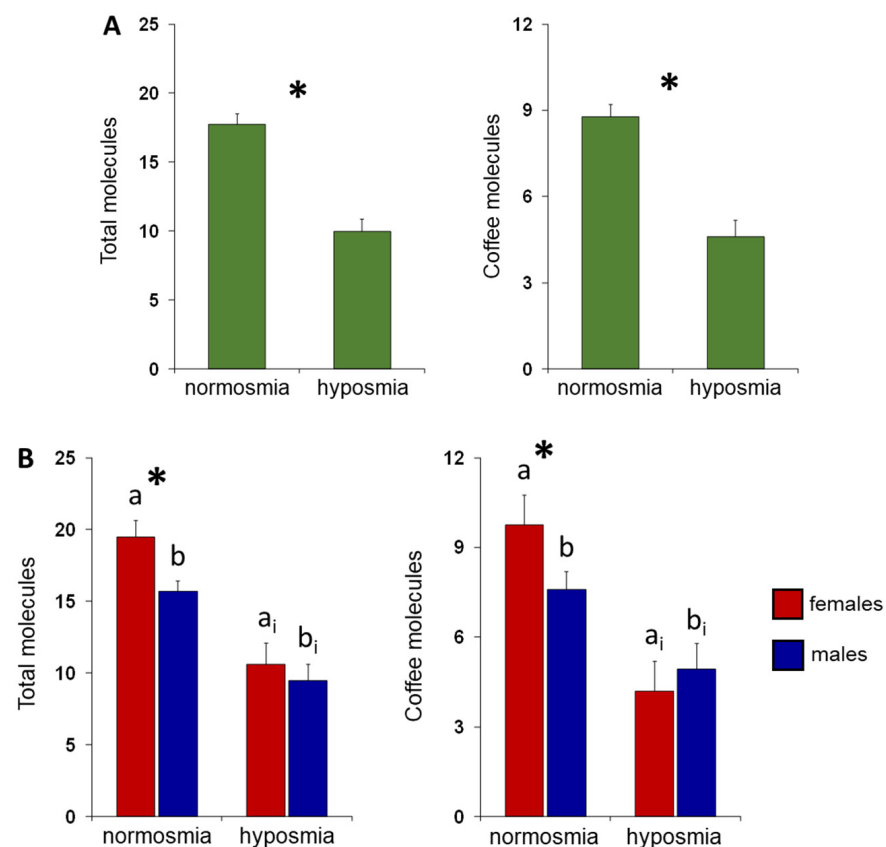 A
Total molecules
25
20
15
10
5
0
*
normosmia hyposmia
Coffee molecules
12
9
6
3
0
*
normosmia hyposmia
B
Total molecules
25
20
15
10
5
0
a *
b
ai
bi
normosmia hyposmia
Coffee molecules
12
9
6
3
0
a *
b
ai
bi
normosmia hyposmia
females
males